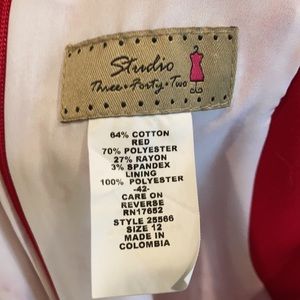 Studio
Three • Forty • Two
64% COTTON
RED
70% POLYESTER
27% RAYON
3% SPANDEX
LINING
100% POLYESTER
-42-
CARE ON
REVERSE
RN17652
STYLE 25566
SIZE 12
MADE IN
COLOMBIA